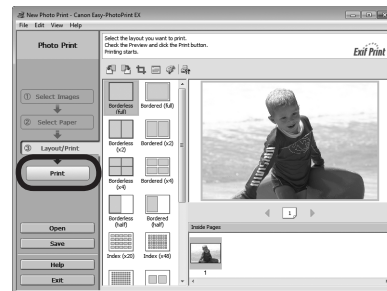 New Photo Print - Canon Easy-PhotoPrint EX
File Edit View Help
Photo Print
Select the layout you want to print.
Check the Preview and click the Print button.
Printing starts.
Exif Print
1 Select Images
2 Select Paper
3 Layout/Print
Print
Open
Save
Help
Exit
Borderless (full)
Bordered (full)
Borderless (x2)
Bordered (x2)
Borderless (x4)
Bordered (x4)
Borderless (half)
Bordered (half)
Index (x20)
Index (x48)
1
Inside Pages
1